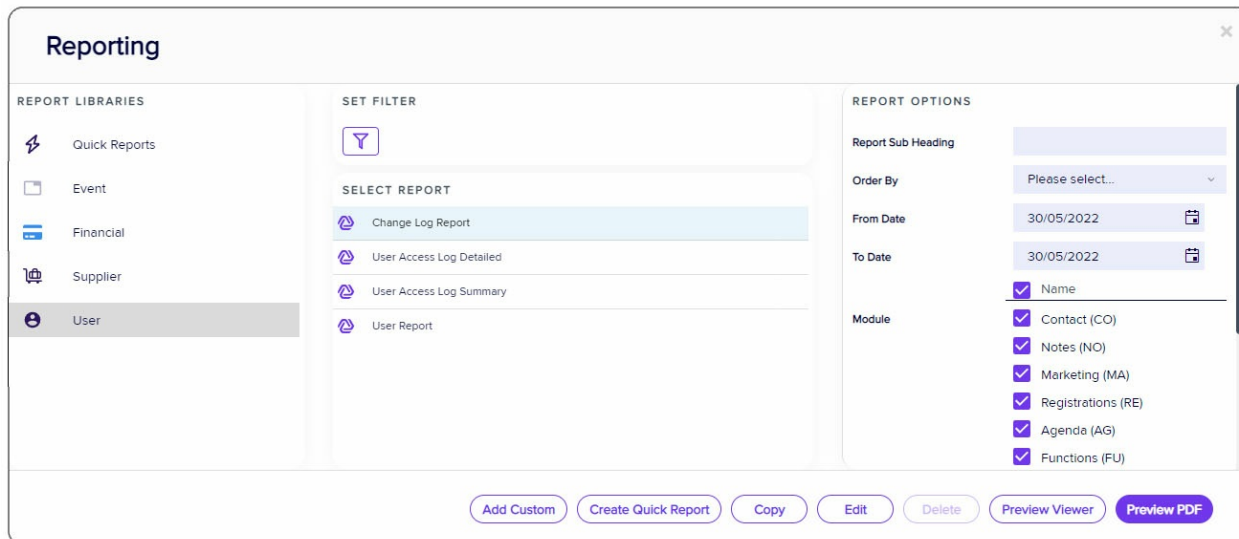 Reporting
REPORT LIBRARIES
Quick Reports
Event
Financial
Supplier
User
SET FILTER
SELECT REPORT
Change Log Report
User Access Log Detailed
User Access Log Summary
User Report
REPORT OPTIONS
Report Sub Heading
Order By
Please select...
From Date
30/05/2022
To Date
30/05/2022
Name
Module
Contact (CO)
Notes (NO)
Marketing (MA)
Registrations (RE)
Agenda (AG)
Functions (FU)
Add Custom
Create Quick Report
Copy
Edit
Delete
Preview Viewer
Preview PDF